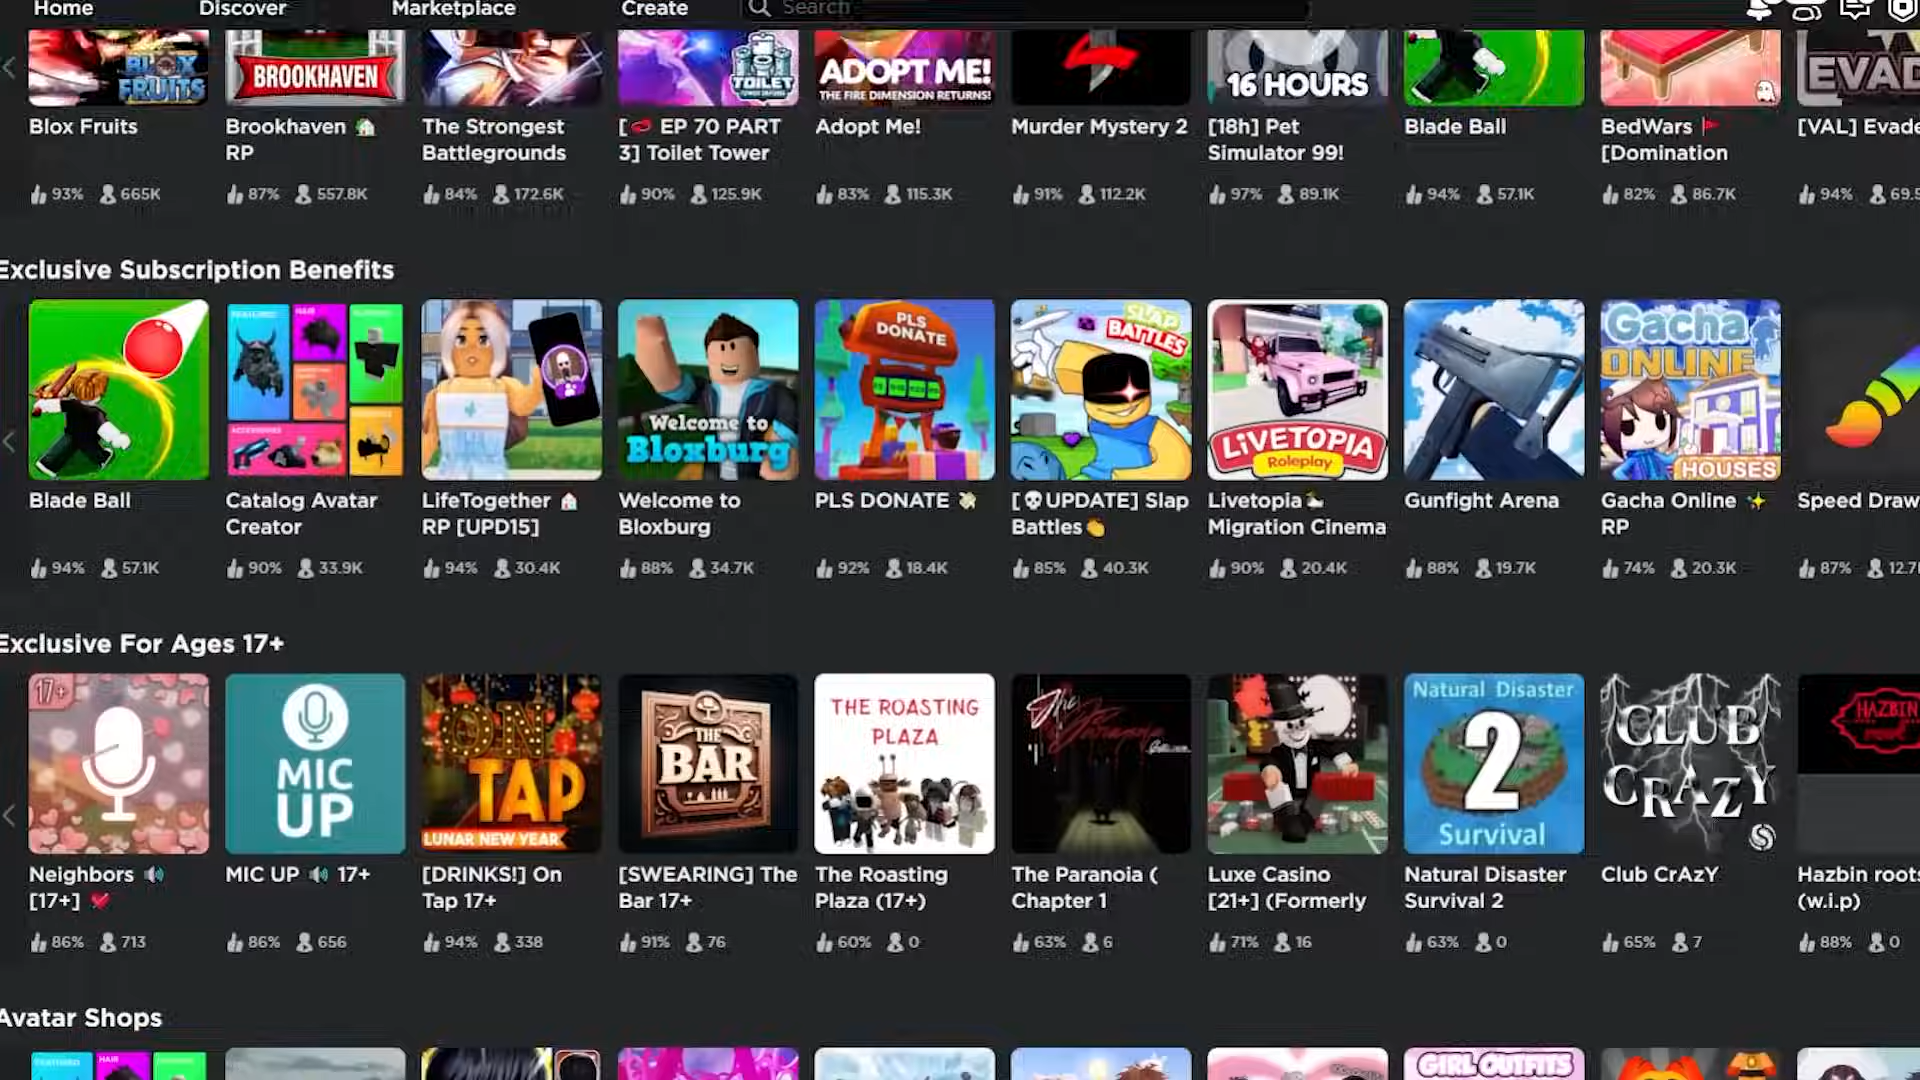 Home Discover Marketplace Create Search
BLOX
FRUITS
BROOKHAVEN
TOILET
ADOPT ME!
THE FIRE DIMENSION RETURNS!
16 HOURS
EVAD
Blox Fruits
Brookhaven 🏠
RP
The Strongest
Battlegrounds
[ EP 70 PART
3] Toilet Tower
Adopt Me!
Murder Mystery 2
[18h] Pet
Simulator 99!
Blade Ball
BedWars 🚩
[Domination
[VAL] Evade
93% 665K
87% 557.8K
84% 172.6K
90% 125.9K
83% 115.3K
91% 112.2K
97% 89.1K
94% 57.1K
82% 86.7K
94% 69.5
Exclusive Subscription Benefits
HAIR
Welcome to
Bloxburg
PLS
DONATE
SLAP
BATTLES
LIVETOPIA
Roleplay
Gacha
ONLINE
HOUSES
Blade Ball
Catalog Avatar
Creator
LifeTogether 🏠
RP [UPD15]
Welcome to
Bloxburg
PLS DONATE 💸
[💀UPDATE] Slap
Battles👏
Livetopia
Migration Cinema
Gunfight Arena
Gacha Online ✨
RP
Speed Draw
94% 57.1K
90% 33.9K
94% 30.4K
88% 34.7K
92% 18.4K
85% 40.3K
90% 20.4K
88% 19.7K
74% 20.3K
87% 12.7
Exclusive For Ages 17+
17+
MIC
UP
ON
TAP
LUNAR NEW YEAR
THE
BAR
THE ROASTING
PLAZA
The
Paranoia
Natural Disaster
2
Survival
CLUB
CRAZY
HAZBIN
Neighbors 🔊
[17+] ❤️
MIC UP 🔊 17+
[DRINKS!] On
Tap 17+
[SWEARING] The
Bar 17+
The Roasting
Plaza (17+)
The Paranoia (
Chapter 1
Luxe Casino
[21+] (Formerly
Natural Disaster
Survival 2
Club CrAzY
Hazbin roots
(w.i.p)
86% 713
86% 656
94% 338
91% 76
60% 0
63% 6
71% 16
63% 0
65% 7
88% 0
Avatar Shops
FEATURED
HAIR
GIRL OUTFITS